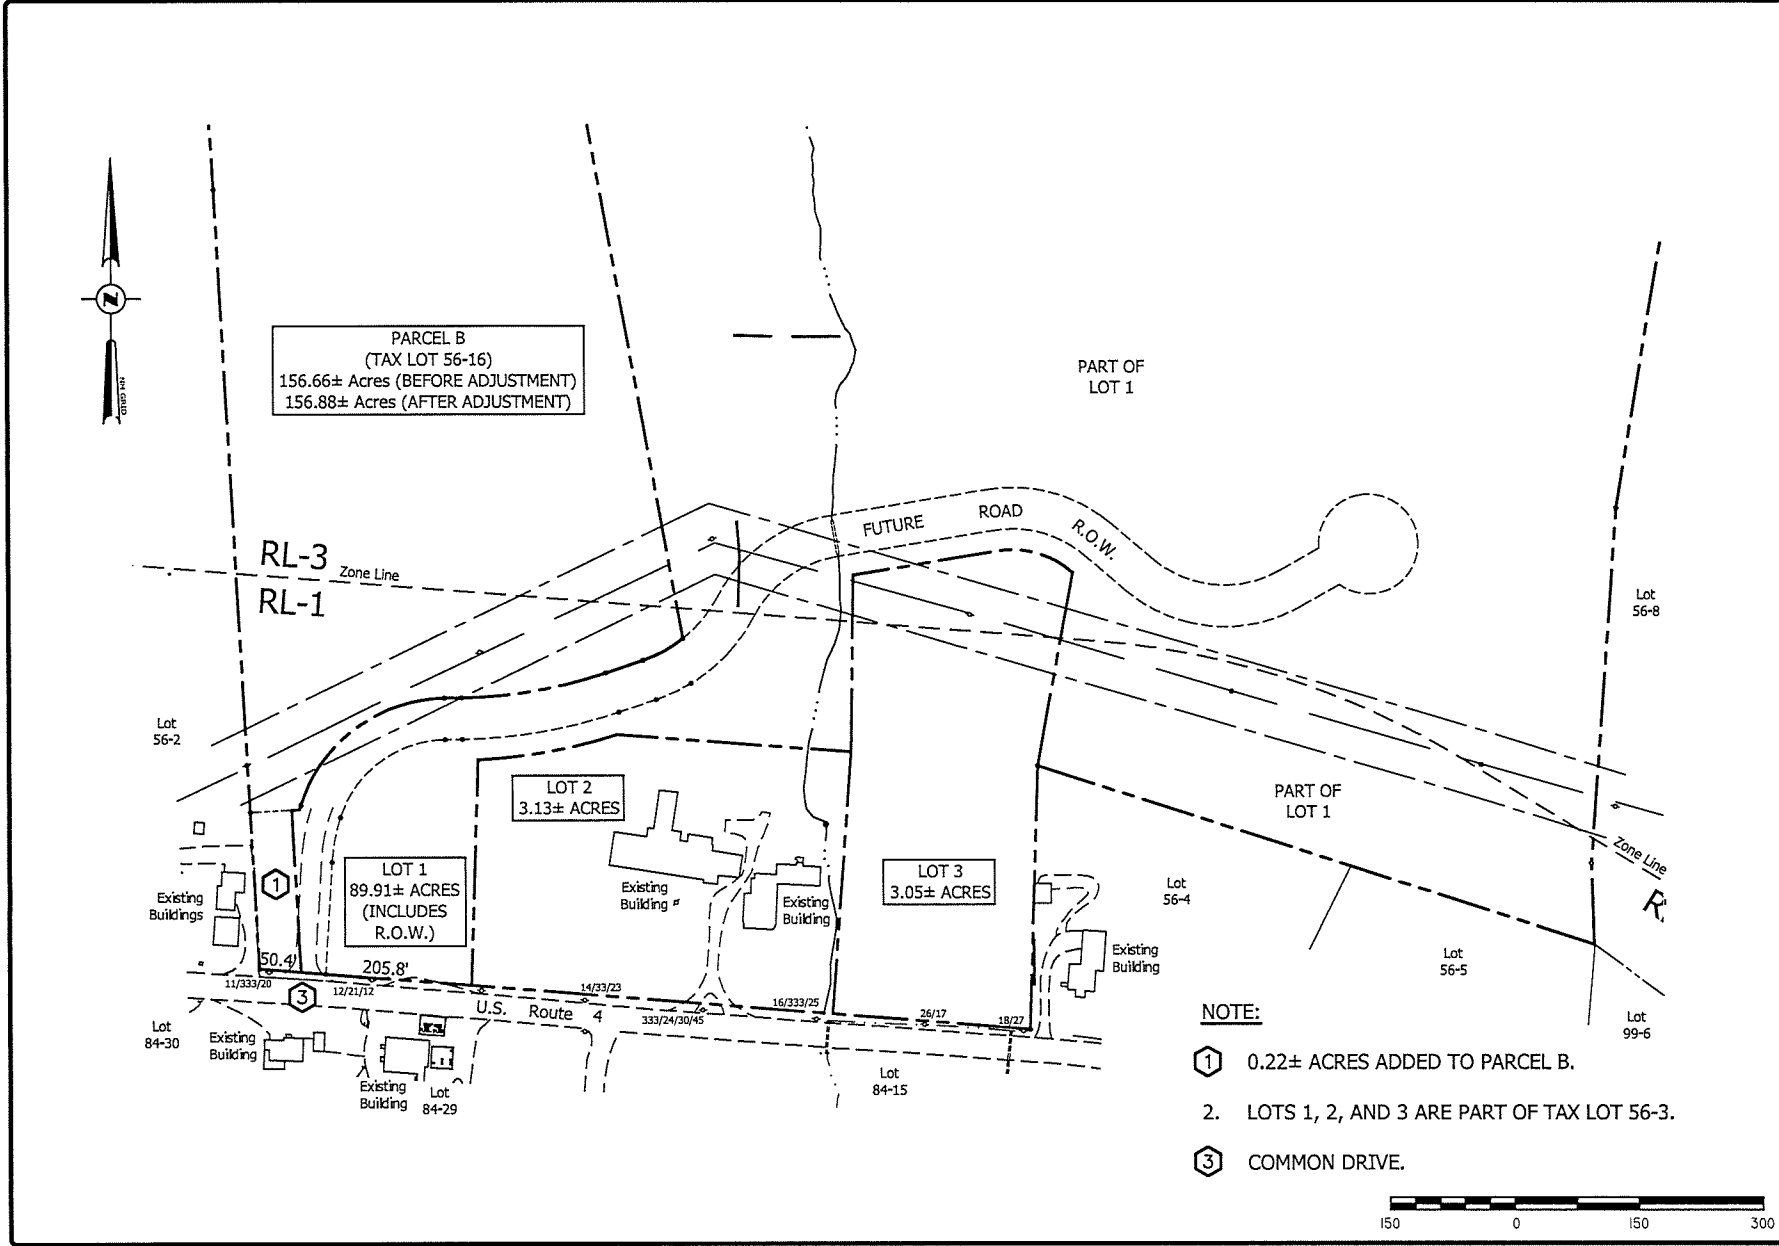 PARCEL B
(TAX LOT 56-16)
156.66± Acres (BEFORE ADJUSTMENT)
156.88± Acres (AFTER ADJUSTMENT)
N
NH GRID
PART OF
LOT 1
FUTURE ROAD R.O.W.
RL-3
Zone Line
RL-1
Lot
56-8
Lot
56-2
LOT 2
3.13± ACRES
PART OF
LOT 1
Zone Line
LOT 1
89.91± ACRES
(INCLUDES
R.O.W.)
1
Existing
Buildings
Existing
Building
Existing
Building
LOT 3
3.05± ACRES
Lot
56-4
Existing
Building
Lot
56-5
Lot
99-6
50.4'
205.8'
11/333/20
12/21/12
14/33/23
333/24/30/45
16/333/25
26/17
18/27
3
U.S. Route 4
Lot
84-30
Existing
Building
Existing
Building
Lot
84-29
Lot
84-15
NOTE:
1 0.22± ACRES ADDED TO PARCEL B.
2. LOTS 1, 2, AND 3 ARE PART OF TAX LOT 56-3.
3 COMMON DRIVE.
150 0 150 300